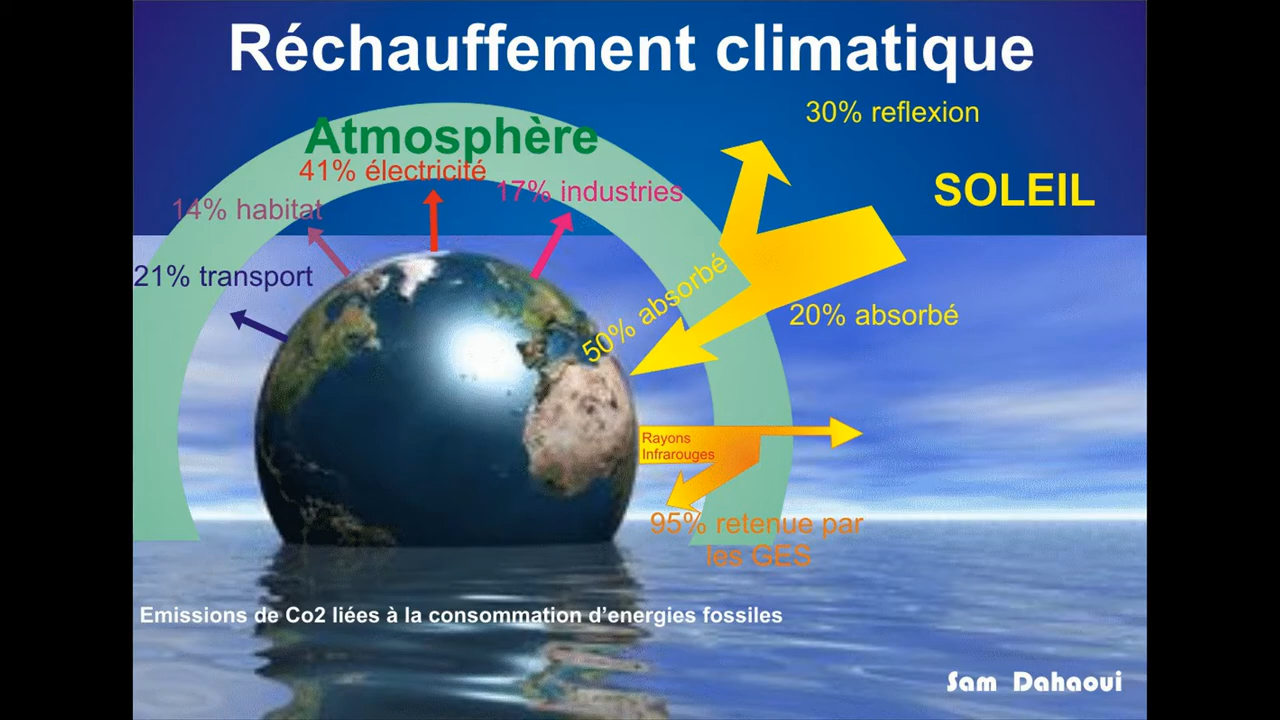 Réchauffement climatique
30% reflexion
Atmosphère
41% électricité
17% industries
SOLEIL
14% habitat
21% transport
50% absorbé
20% absorbé
Rayons
Infrarouges
95% retenue par
les GES
Emissions de Co2 liées à la consommation d’energies fossiles
Sam Dahaoui